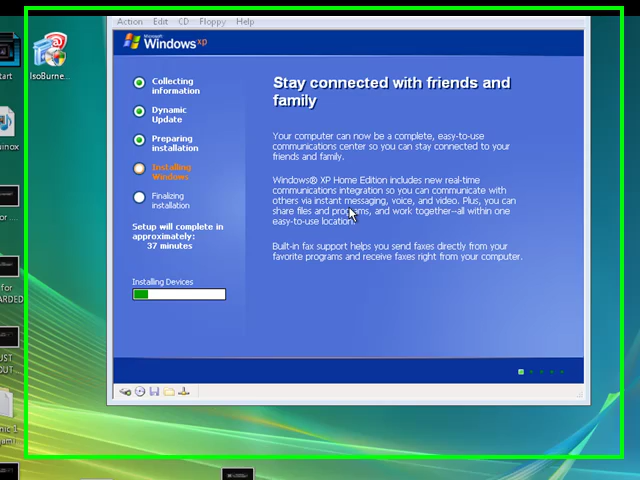 Action Edit CD Floppy Help
Microsoft
Windows xp
IsoBurne...
Collecting
information
Dynamic
Update
Preparing
installation
Installing
Windows
Finalizing
installation
Setup will complete in
approximately:
37 minutes
Installing Devices
Stay connected with friends and
family
Your computer can now be a complete, easy-to-use
communications center so you can stay connected to your
friends and family.
Windows® XP Home Edition includes new real-time
communications integration so you can communicate with
others via instant messaging, voice, and video. Plus, you can
share files and programs, and work together--all within one
easy-to-use location.
Built-in fax support helps you send faxes directly from your
favorite programs and receive faxes right from your computer.